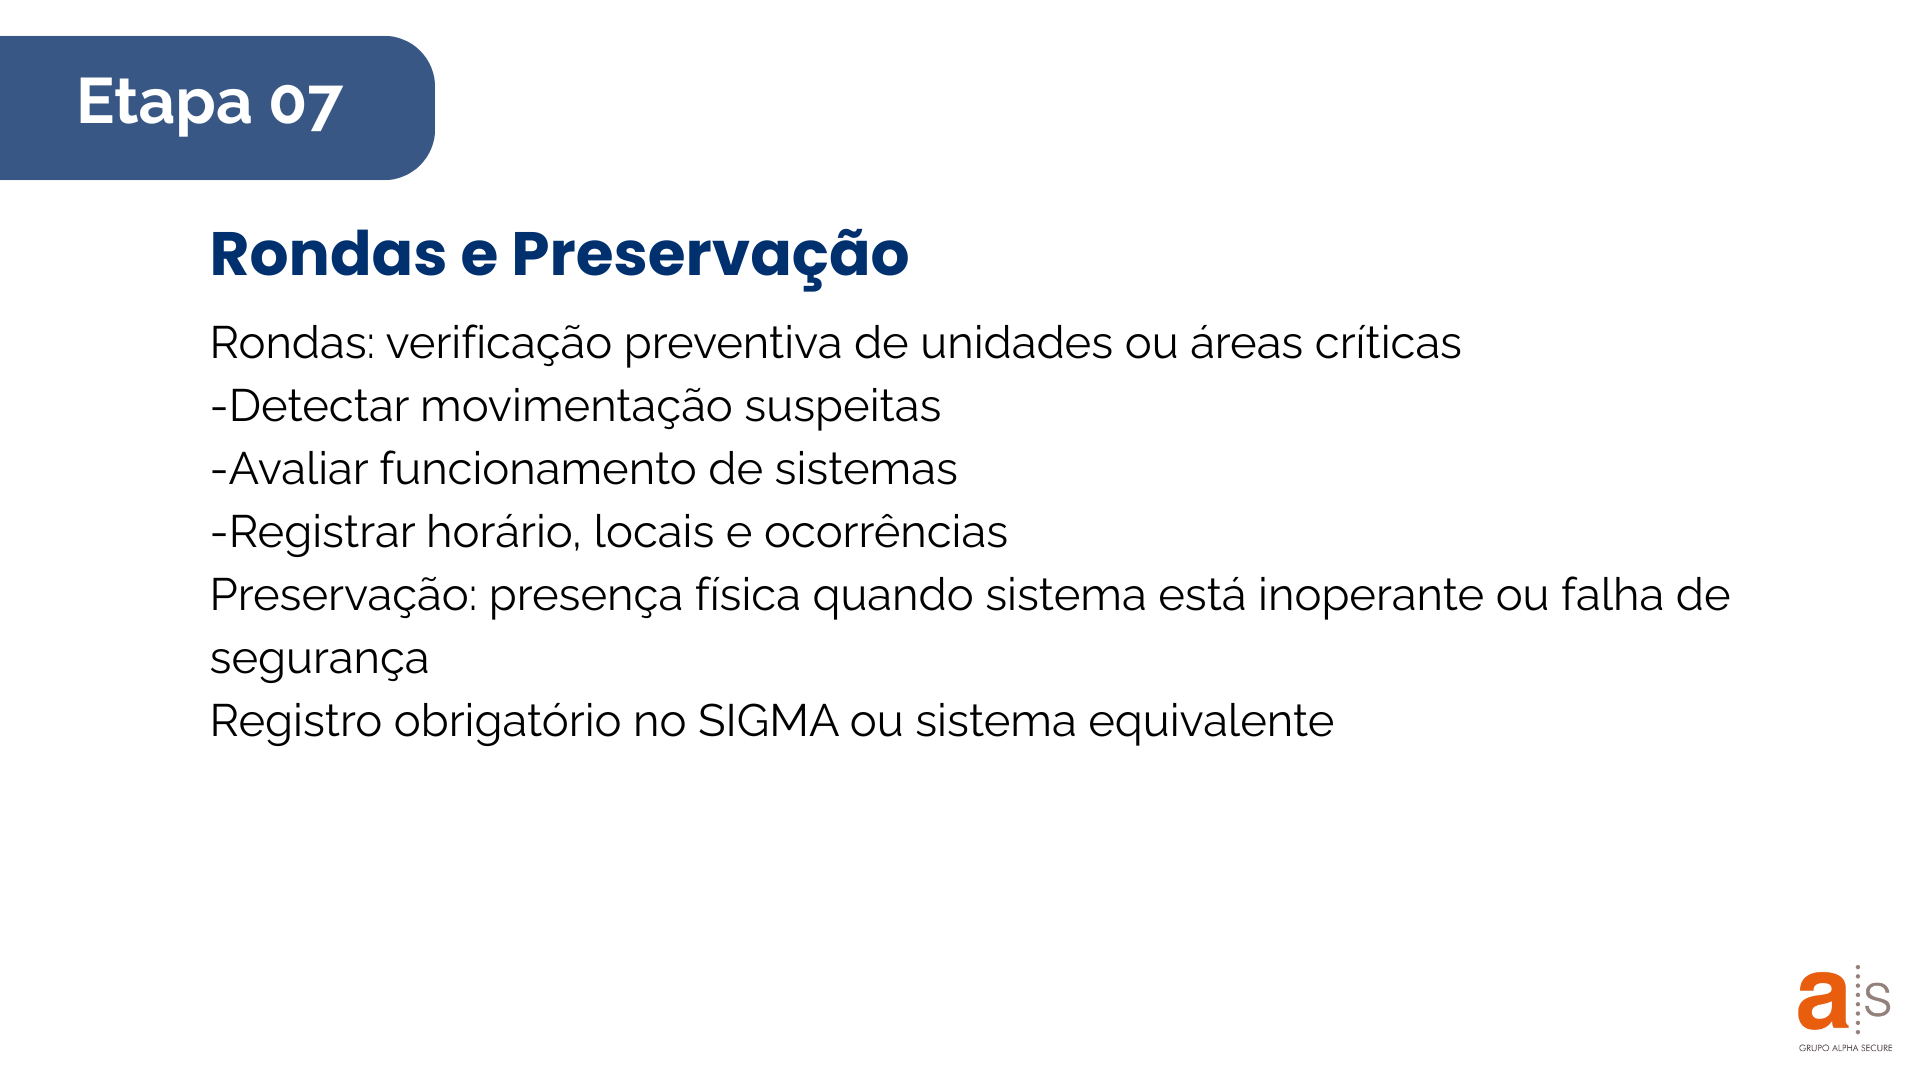 Etapa 07
Rondas e Preservação
Rondas: verificação preventiva de unidades ou áreas críticas
-Detectar movimentação suspeitas
-Avaliar funcionamento de sistemas
-Registrar horário, locais e ocorrências
Preservação: presença física quando sistema está inoperante ou falha de
segurança
Registro obrigatório no SIGMA ou sistema equivalente
a s
GRUPO ALPHA SECURE